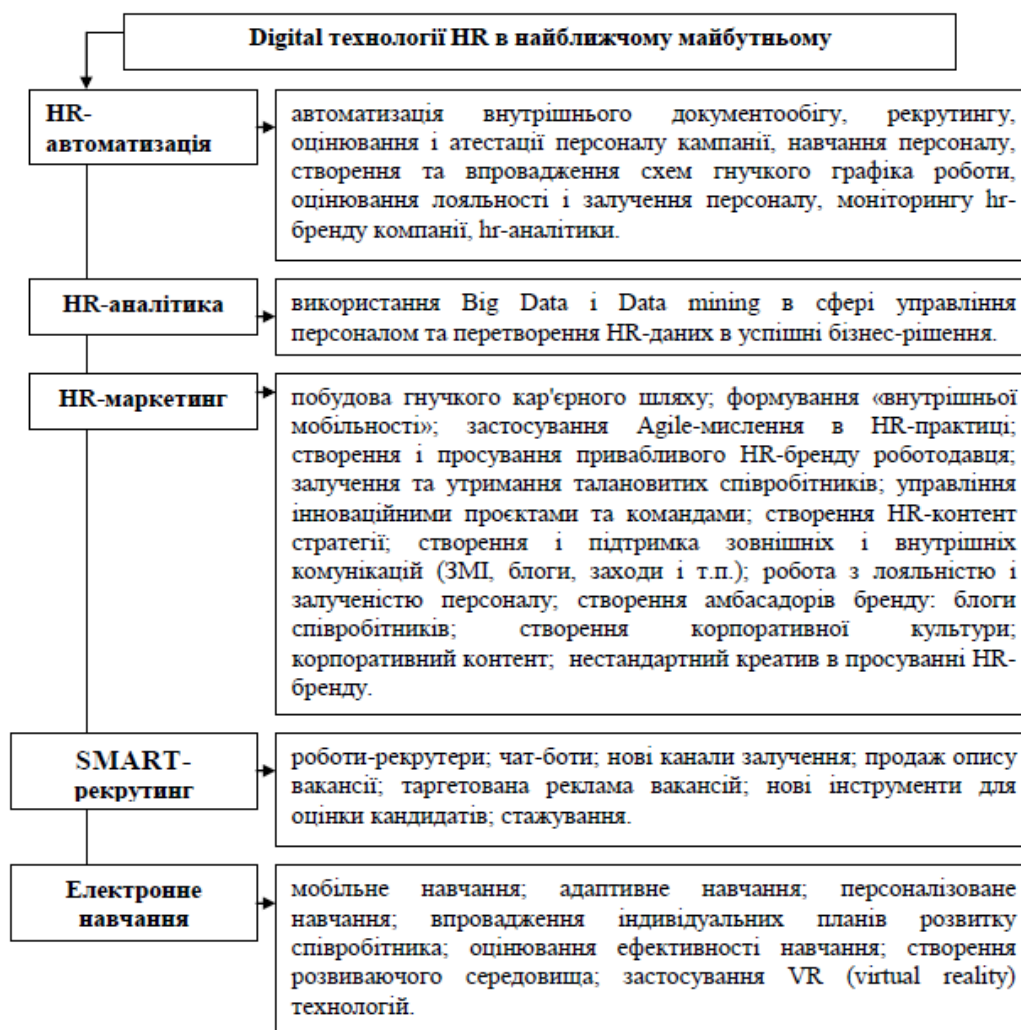 Digital технології HR в найближчому майбутньому
HR-
автоматизація
автоматизація внутрішнього документообігу, рекрутингу,
оцінювання і атестації персоналу кампанії, навчання персоналу,
створення та впровадження схем гнучкого графіка роботи,
оцінювання лояльності і залучення персоналу, моніторингу hr-
бренду компанії, hr-аналітики.
HR-аналітика
використання Big Data і Data mining в сфері управління
персоналом та перетворення HR-даних в успішні бізнес-рішення.
HR-маркетинг
побудова гнучкого кар'єрного шляху; формування «внутрішньої
мобільності»; застосування Agile-мислення в HR-практиці;
створення і просування привабливого HR-бренду роботодавця;
залучення та утримання талановитих співробітників; управління
інноваційними проєктами та командами; створення HR-контент
стратегії; створення і підтримка зовнішніх і внутрішніх
комунікацій (ЗМІ, блоги, заходи і т.п.); робота з лояльністю і
залученістю персоналу; створення амбасадорів бренду: блоги
співробітників; створення корпоративної культури;
корпоративний контент; нестандартний креатив в просуванні HR-
бренду.
SMART-
рекрутинг
роботи-рекрутери; чат-боти; нові канали залучення; продаж опису
вакансії; таргетована реклама вакансій; нові інструменти для
оцінки кандидатів; стажування.
Електронне
навчання
мобільне навчання; адаптивне навчання; персоналізоване
навчання; впровадження індивідуальних планів розвитку
співробітника; оцінювання ефективності навчання; створення
розвиваючого середовища; застосування VR (virtual reality)
технологій.